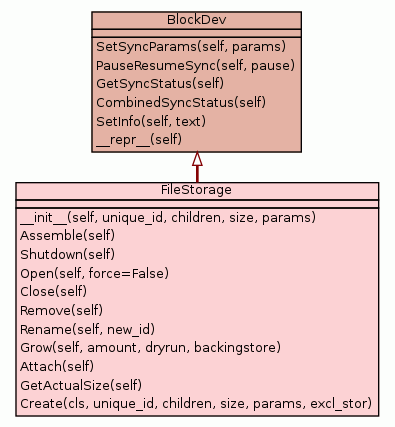 BlockDev
SetSyncParams(self, params)
PauseResumeSync(self, pause)
GetSyncStatus(self)
CombinedSyncStatus(self)
SetInfo(self, text)
__repr__(self)
FileStorage
__init__(self, unique_id, children, size, params)
Assemble(self)
Shutdown(self)
Open(self, force=False)
Close(self)
Remove(self)
Rename(self, new_id)
Grow(self, amount, dryrun, backingstore)
Attach(self)
GetActualSize(self)
Create(cls, unique_id, children, size, params, excl_stor)